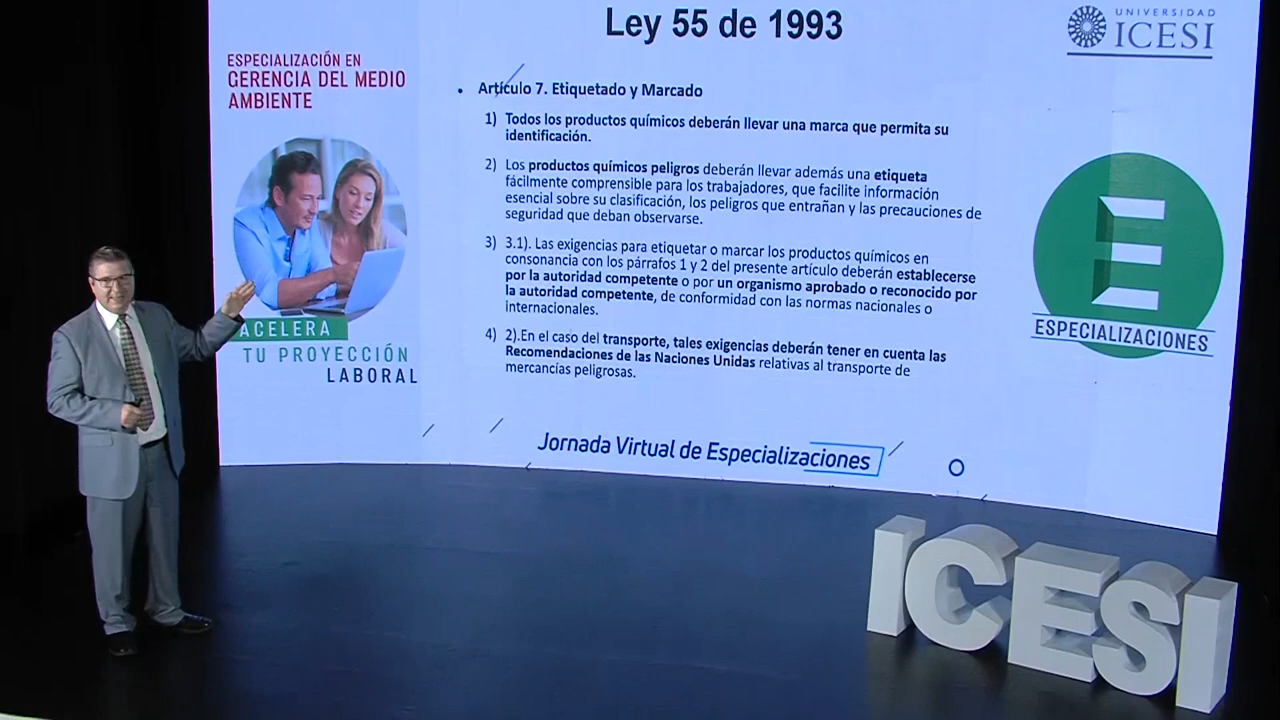 Ley 55 de 1993
UNIVERSIDAD
ICESI
ESPECIALIZACIÓN EN
GERENCIA DEL MEDIO
AMBIENTE
• Artículo 7. Etiquetado y Marcado
1) Todos los productos químicos deberán llevar una marca que permita su
identificación.
2) Los productos químicos peligros deberán llevar además una etiqueta
fácilmente comprensible para los trabajadores, que facilite información
esencial sobre su clasificación, los peligros que entrañan y las precauciones de
seguridad que deban observarse.
3) 3.1). Las exigencias para etiquetar o marcar los productos químicos en
consonancia con los párrafos 1 y 2 del presente artículo deberán establecerse
por la autoridad competente o por un organismo aprobado o reconocido por
la autoridad competente, de conformidad con las normas nacionales o
internacionales.
4) 2).En el caso del transporte, tales exigencias deberán tener en cuenta las
Recomendaciones de las Naciones Unidas relativas al transporte de
mercancías peligrosas.
ACELERA
TU PROYECCIÓN
LABORAL
E
ESPECIALIZACIONES
Jornada Virtual de Especializaciones
ICESI